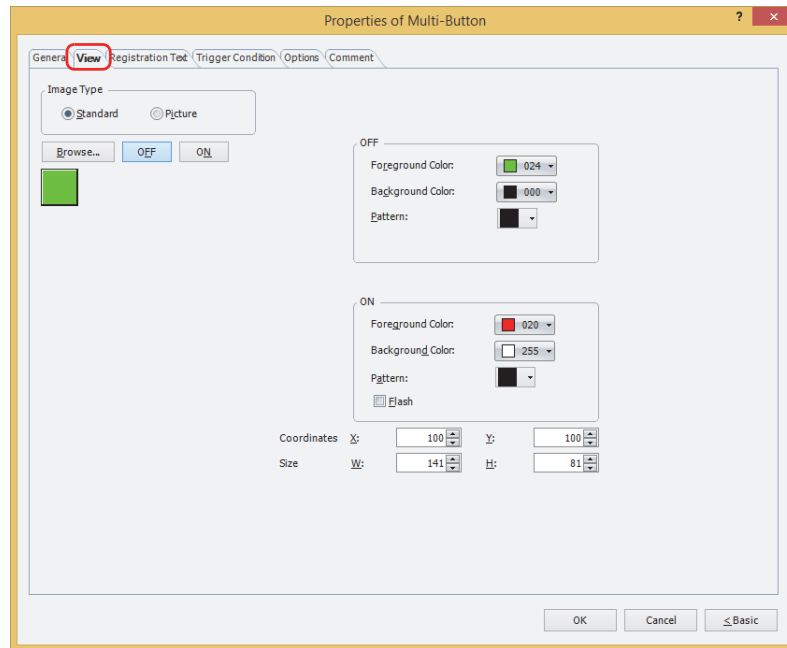 Properties of Multi-Button
? ×
General View Registration Text Trigger Condition Options Comment
Image Type
Standard Picture
Browse... OFF ON
OFF
Foreground Color: 024
Background Color: 000
Pattern:
ON
Foreground Color: 020
Background Color: 255
Pattern:
Flash
Coordinates X: 100 Y: 100
Size W: 141 H: 81
OK Cancel < Basic